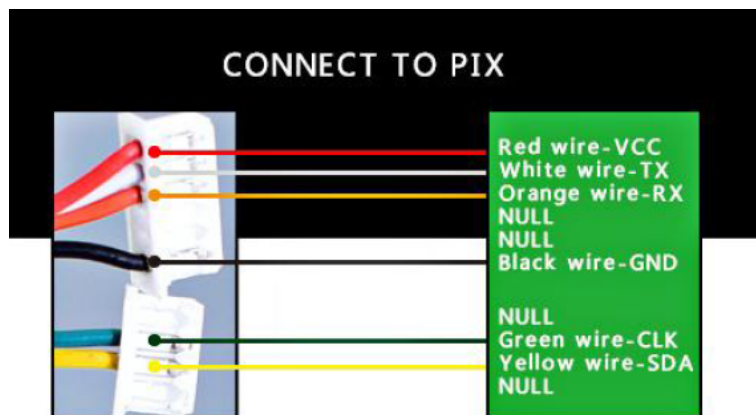 CONNECT TO PIX
Red wire-VCC
White wire-TX
Orange wire-RX
NULL
NULL
Black wire-GND
NULL
Green wire-CLK
Yellow wire-SDA
NULL